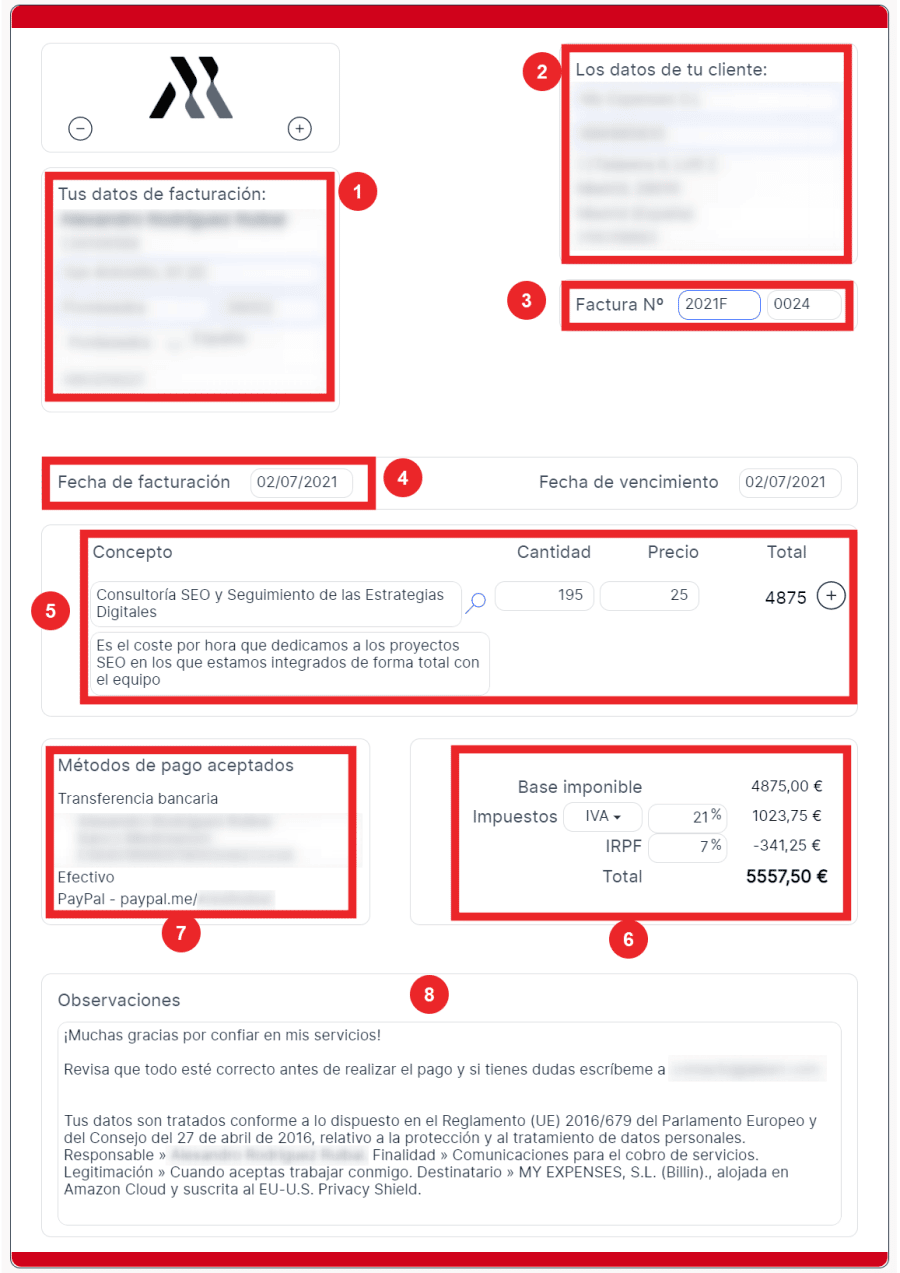 −
+
1
Tus datos de facturación:
2
Los datos de tu cliente:
3
Factura Nº 2021F 0024
Fecha de facturación 02/07/2021
4
Fecha de vencimiento 02/07/2021
5
Concepto Cantidad Precio Total
Consultoría SEO y Seguimiento de las Estrategias
Digitales
195 25 4875 +
Es el coste por hora que dedicamos a los proyectos
SEO en los que estamos integrados de forma total con
el equipo
Métodos de pago aceptados
Transferencia bancaria
Efectivo
PayPal - paypal.me/
7
Base imponible 4875,00 €
Impuestos IVA 21% 1023,75 €
IRPF 7% -341,25 €
Total 5557,50 €
6
8
Observaciones
¡Muchas gracias por confiar en mis servicios!
Revisa que todo esté correcto antes de realizar el pago y si tienes dudas escríbeme a
Tus datos son tratados conforme a lo dispuesto en el Reglamento (UE) 2016/679 del Parlamento Europeo y
del Consejo del 27 de abril de 2016, relativo a la protección y al tratamiento de datos personales.
Responsable » Finalidad » Comunicaciones para el cobro de servicios.
Legitimación » Cuando aceptas trabajar conmigo. Destinatario » MY EXPENSES, S.L. (Billin)., alojada en
Amazon Cloud y suscrita al EU-U.S. Privacy Shield.